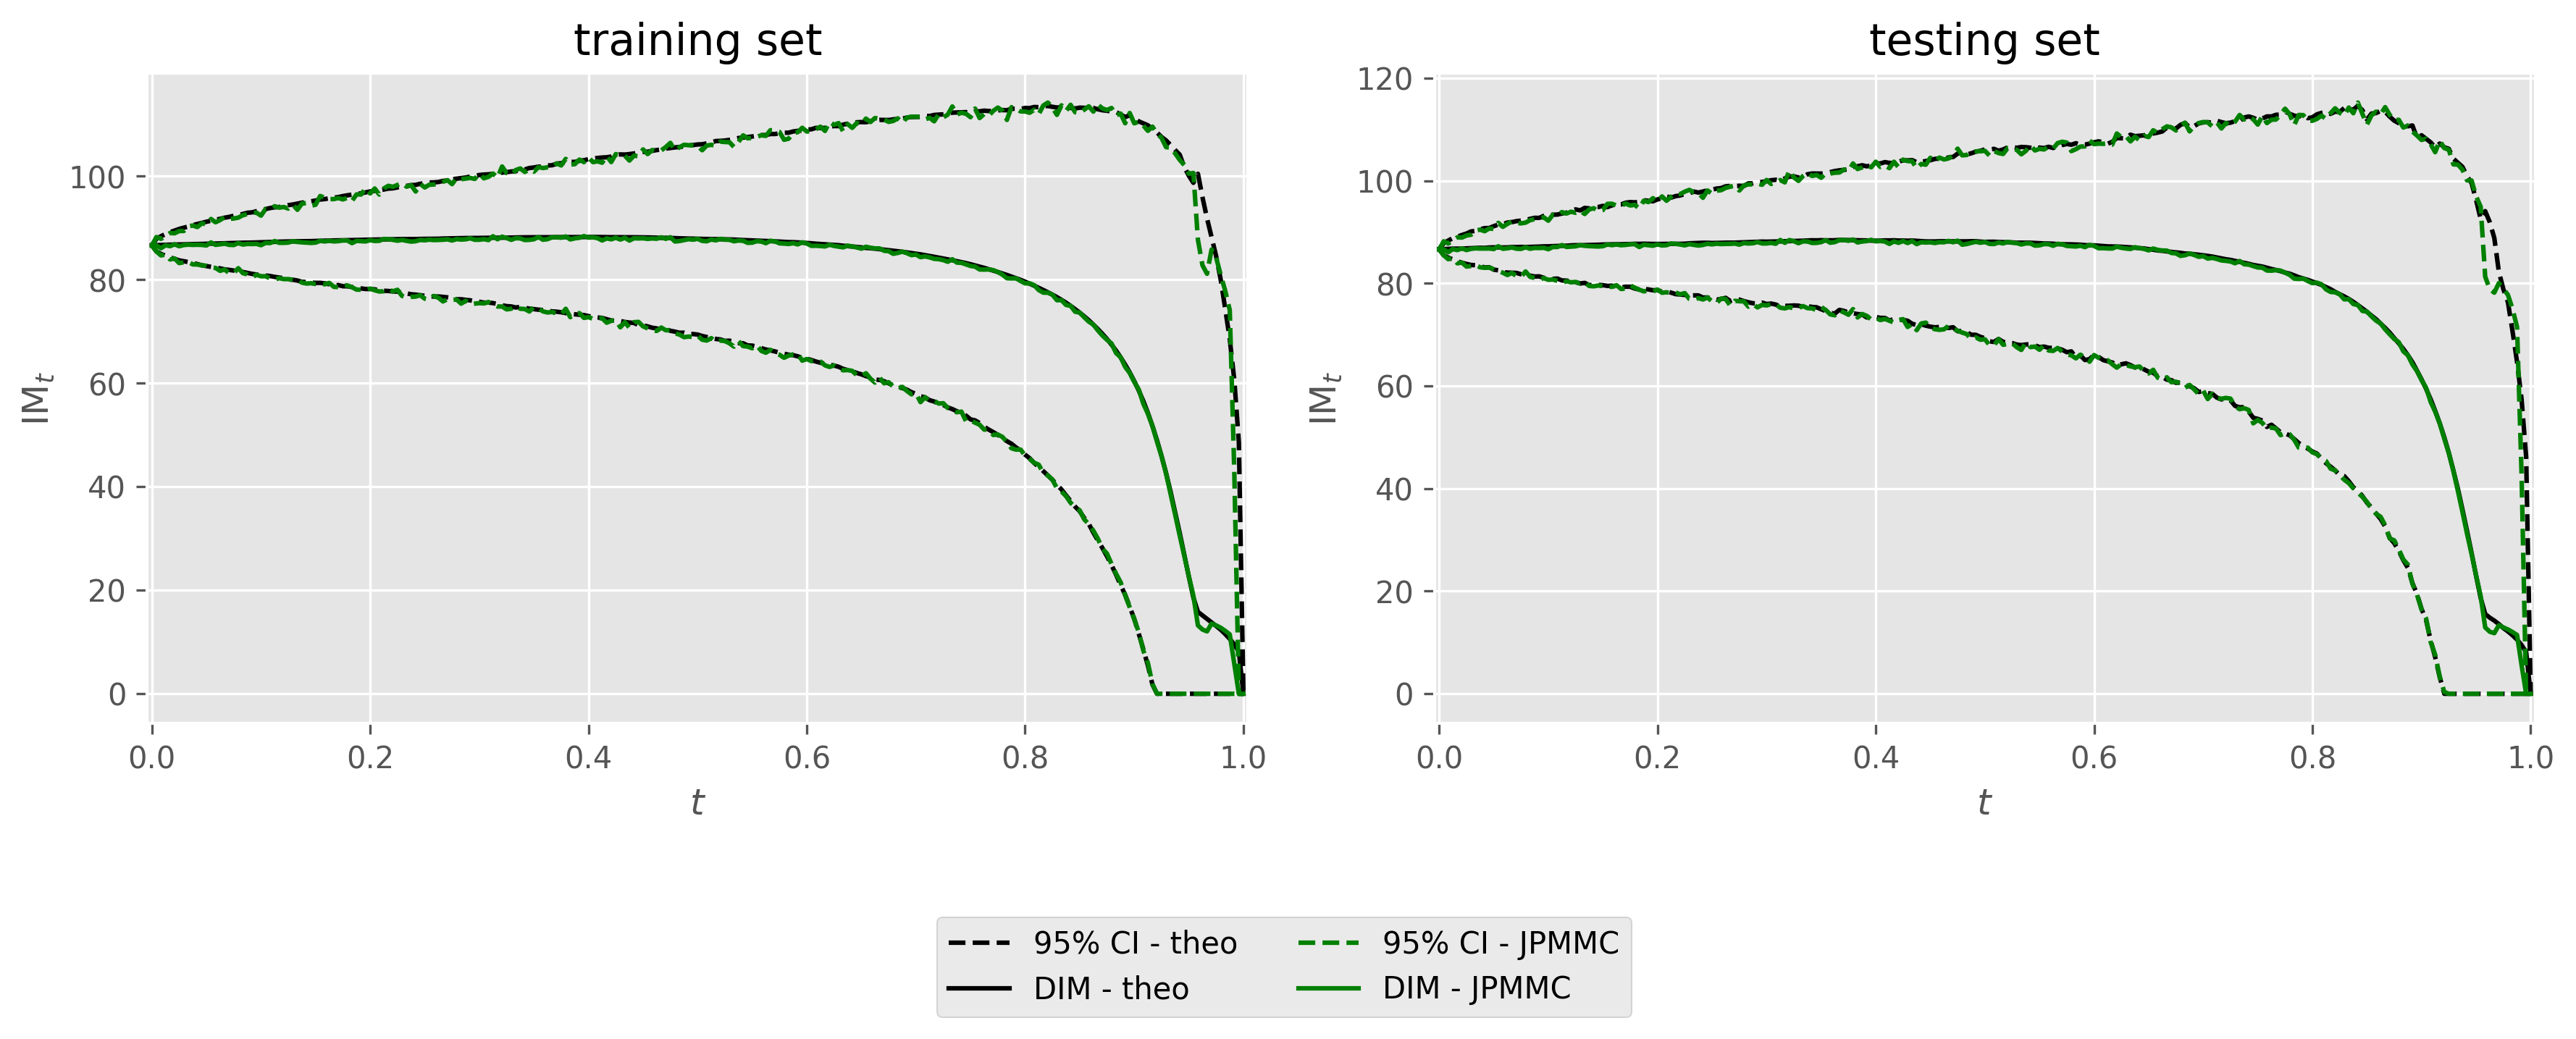 training set
100
80
60
40
20
0
IM_t
0.0 0.2 0.4 0.6 0.8 1.0
t
testing set
120
100
80
60
40
20
0
IM_t
0.0 0.2 0.4 0.6 0.8 1.0
t
95% CI - theo
DIM - theo
95% CI - JPMMC
DIM - JPMMC